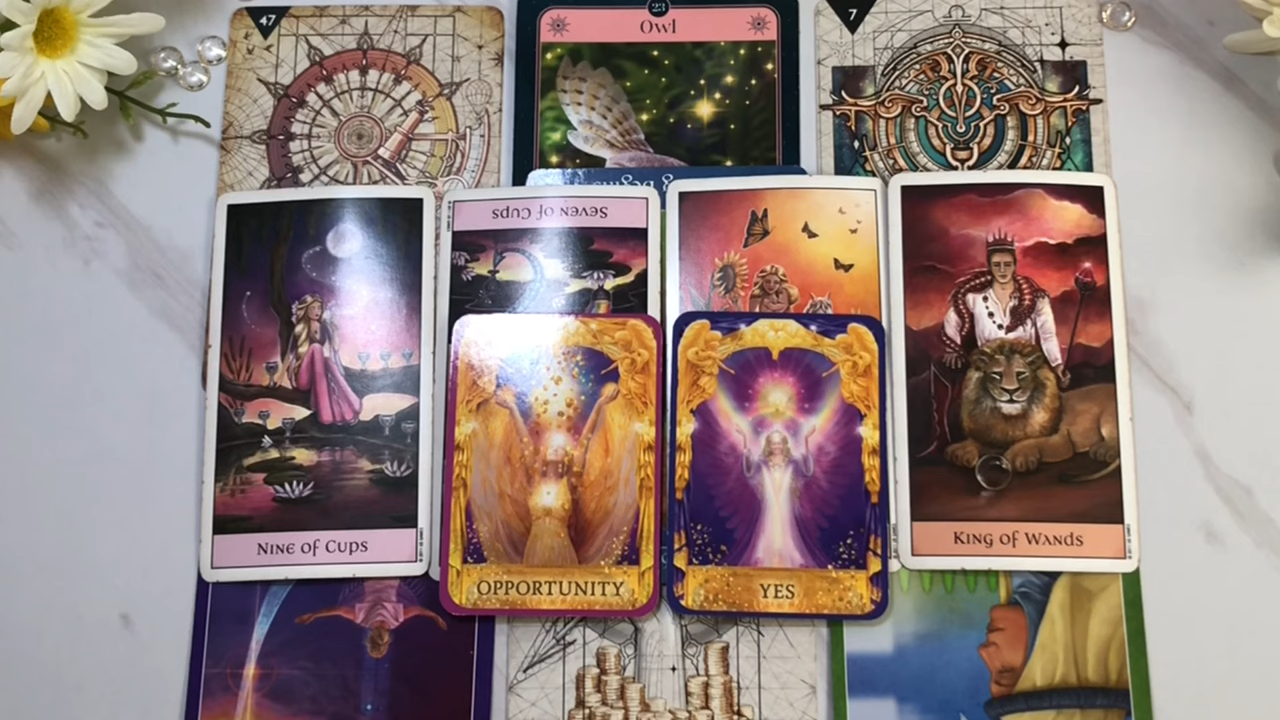 47
23
Owl
7
Seven of Cups
Nine of Cups
King of Wands
OPPORTUNITY
YES